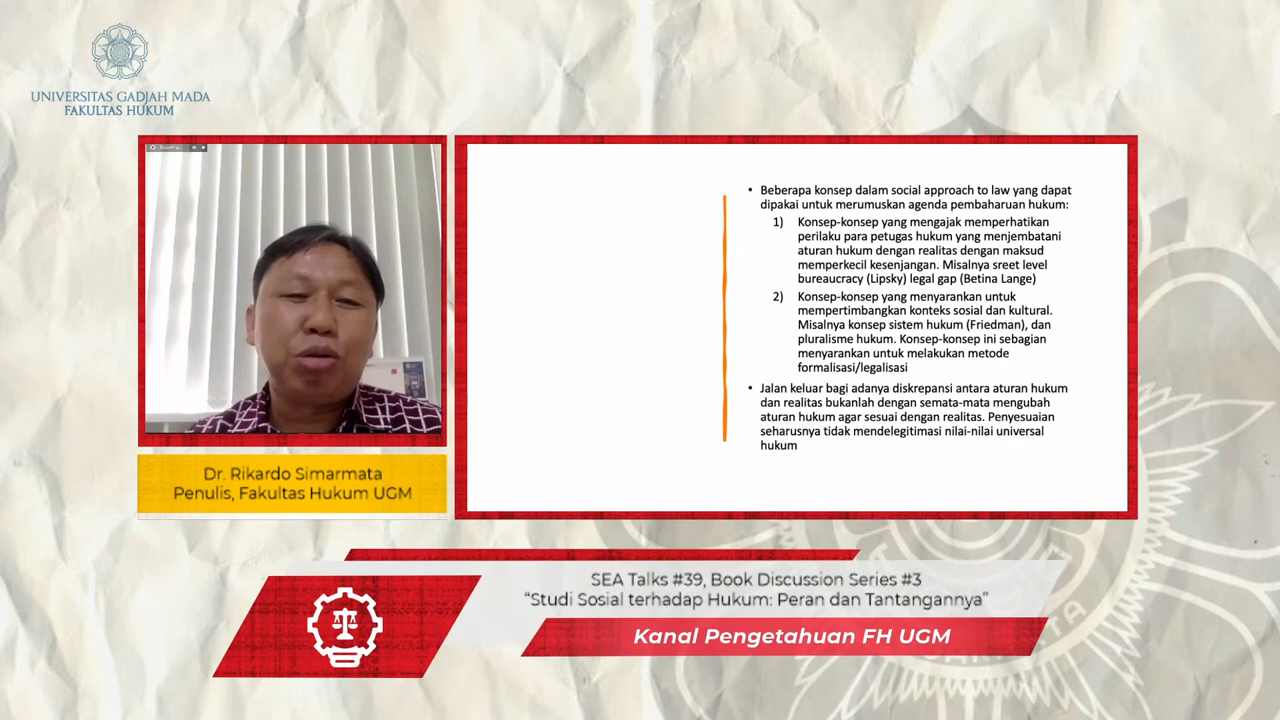 UNIVERSITAS GADJAH MADA
FAKULTAS HUKUM
• Beberapa konsep dalam social approach to law yang dapat
dipakai untuk merumuskan agenda pembaharuan hukum:
1) Konsep-konsep yang mengajak memperhatikan
perilaku para petugas hukum yang menjembatani
aturan hukum dengan realitas dengan maksud
memperkecil kesenjangan. Misalnya sreet level
bureaucracy (Lipsky) legal gap (Betina Lange)
2) Konsep-konsep yang menyarankan untuk
mempertimbangkan konteks sosial dan kultural.
Misalnya konsep sistem hukum (Friedman), dan
pluralisme hukum. Konsep-konsep ini sebagian
menyarankan untuk melakukan metode
formalisasi/legalisasi
• Jalan keluar bagi adanya diskrepansi antara aturan hukum
dan realitas bukanlah dengan semata-mata mengubah
aturan hukum agar sesuai dengan realitas. Penyesuaian
seharusnya tidak mendelegitimasi nilai-nilai universal
hukum
Dr. Rikardo Simarmata
Penulis, Fakultas Hukum UGM
SEA Talks #39, Book Discussion Series #3
“Studi Sosial terhadap Hukum: Peran dan Tantangannya”
Kanal Pengetahuan FH UGM